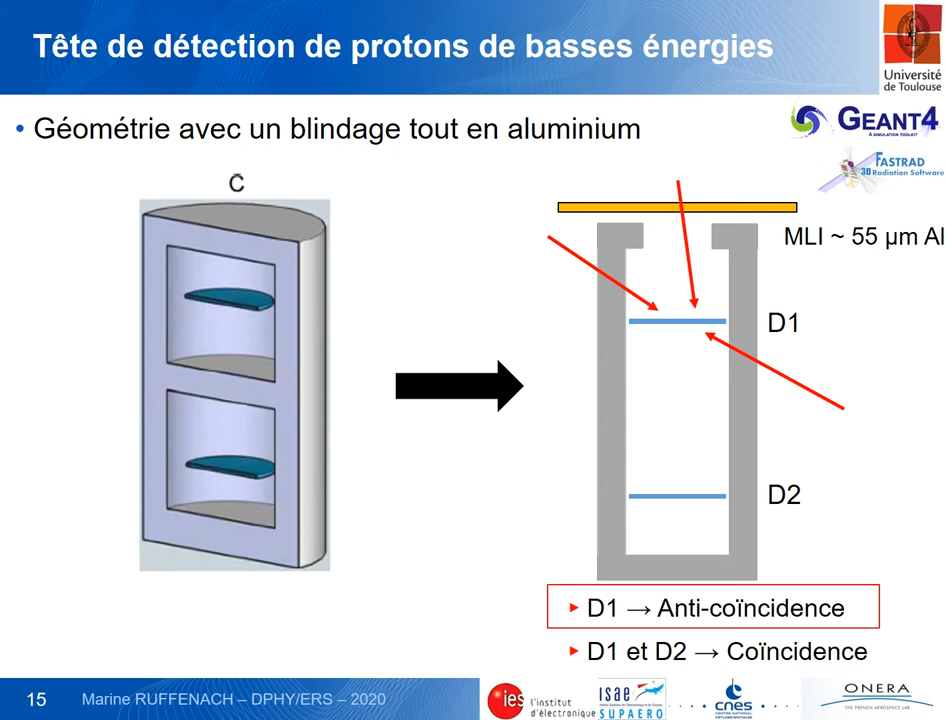 Tête de détection de protons de basses énergies
Université
de Toulouse
• Géométrie avec un blindage tout en aluminium
GEANT4
A SIMULATION TOOLKIT
FASTRAD
3D Radiation Software
C
MLI ~ 55 µm Al
D1
D2
▸ D1 → Anti-coïncidence
▸ D1 et D2 → Coïncidence
15
Marine RUFFENACH – DPHY/ERS – 2020
ies
l'institut
d'électronique
isae
SUPAERO
cnes
ONERA
THE FRENCH AEROSPACE LAB